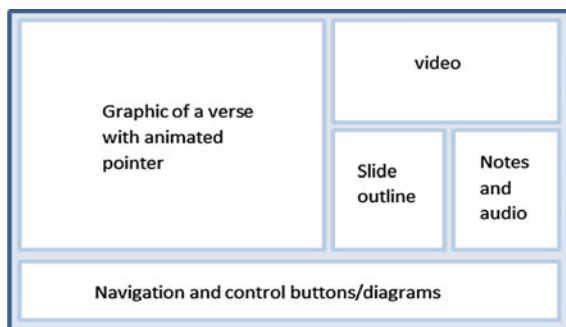 Graphic of a verse
with animated
pointer
video
Slide
outline
Notes
and
audio
Navigation and control buttons/diagrams